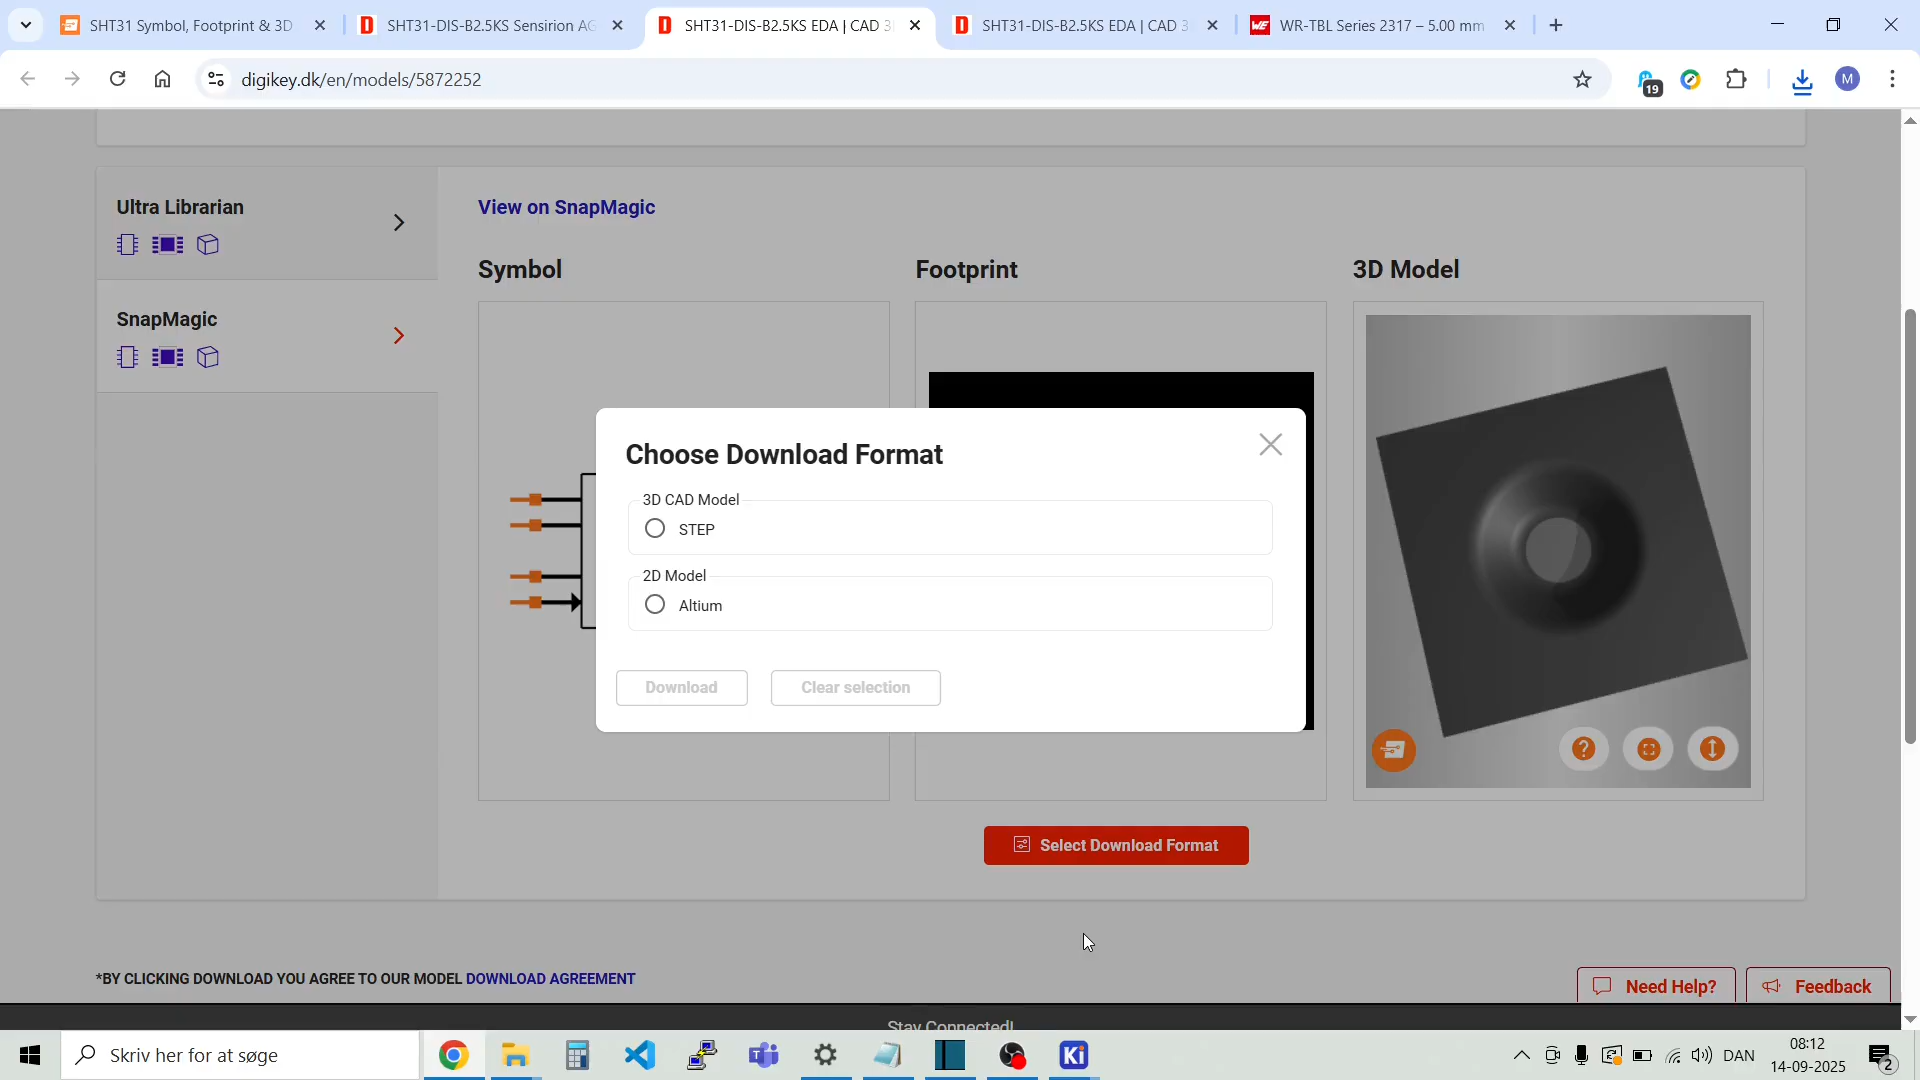 SHT31 Symbol, Footprint & 3D
SHT31-DIS-B2.5KS Sensirion AG
SHT31-DIS-B2.5KS EDA | CAD 3
SHT31-DIS-B2.5KS EDA | CAD 3
WE
WR-TBL Series 2317 – 5.00 mm
digikey.dk/en/models/5872252
19
M
Ultra Librarian
SnapMagic
View on SnapMagic
Symbol
Footprint
3D Model
Choose Download Format
3D CAD Model
STEP
2D Model
Altium
Download
Clear selection
?
Select Download Format
*BY CLICKING DOWNLOAD YOU AGREE TO OUR MODEL DOWNLOAD AGREEMENT
Need Help?
Feedback
Stay Connected!
Skriv her for at søge
Ki
DAN
08:12
14-09-2025
2